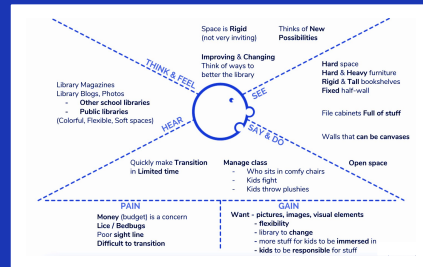 Space is Rigid
(not very inviting)
Thinks of New
Possibilities
Improving & Changing
Think of ways to
better the library
THINK & FEEL
Hard space
Hard & Heavy furniture
Rigid & Tall bookshelves
Fixed half-wall
File cabinets Full of stuff
Walls that can be canvases
Open space
SEE
Library Magazines
Library Blogs, Photos
- Other school libraries
- Public libraries
(Colorful, Flexible, Soft spaces)
HEAR
SAY & DO
Quickly make Transition
in Limited time
Manage class
- Who sits in comfy chairs
- Kids fight
- Kids throw plushies
PAIN
Money (budget) is a concern
Lice / Bedbugs
Poor sight line
Difficult to transition
GAIN
Want - pictures, images, visual elements
- flexibility
- library to change
- more stuff for kids to be immersed in
- kids to be responsible for stuff